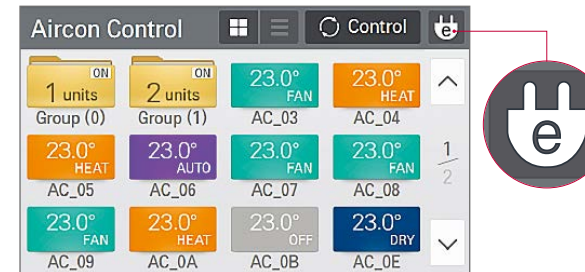 Aircon Control
Control
e
e
ON ON 23.0° 23.0°
1 units 2 units FAN HEAT
Group (0) Group (1) AC_03 AC_04
23.0° 23.0° 23.0° 23.0°
HEAT AUTO FAN FAN
AC_05 AC_06 AC_07 AC_08
1
2
23.0° 23.0° 23.0° 23.0°
FAN HEAT OFF DRY
AC_09 AC_0A AC_0B AC_0E